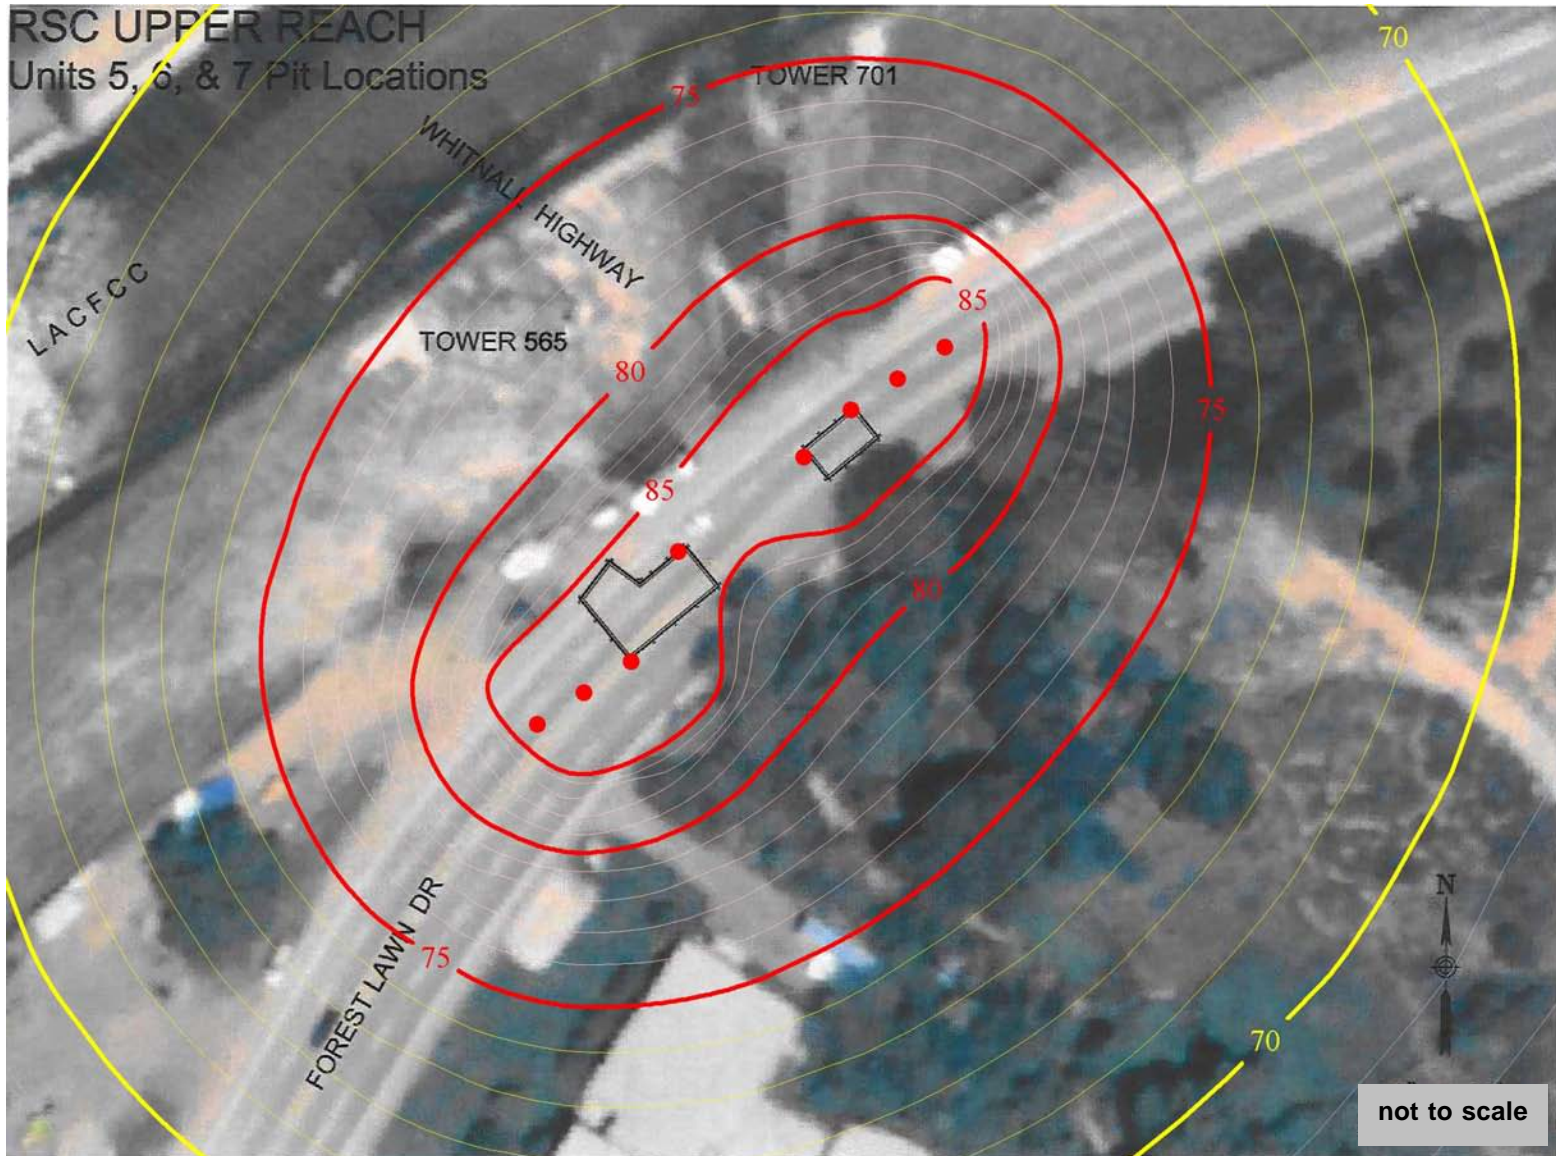 RSC UPPER REACH
Units 5, 6, & 7 Pit Locations
70
75
TOWER 701
WHITNALL HIGHWAY
LACFCC
85
TOWER 565
80
75
85
80
N
FOREST LAWN DR
75
70
not to scale